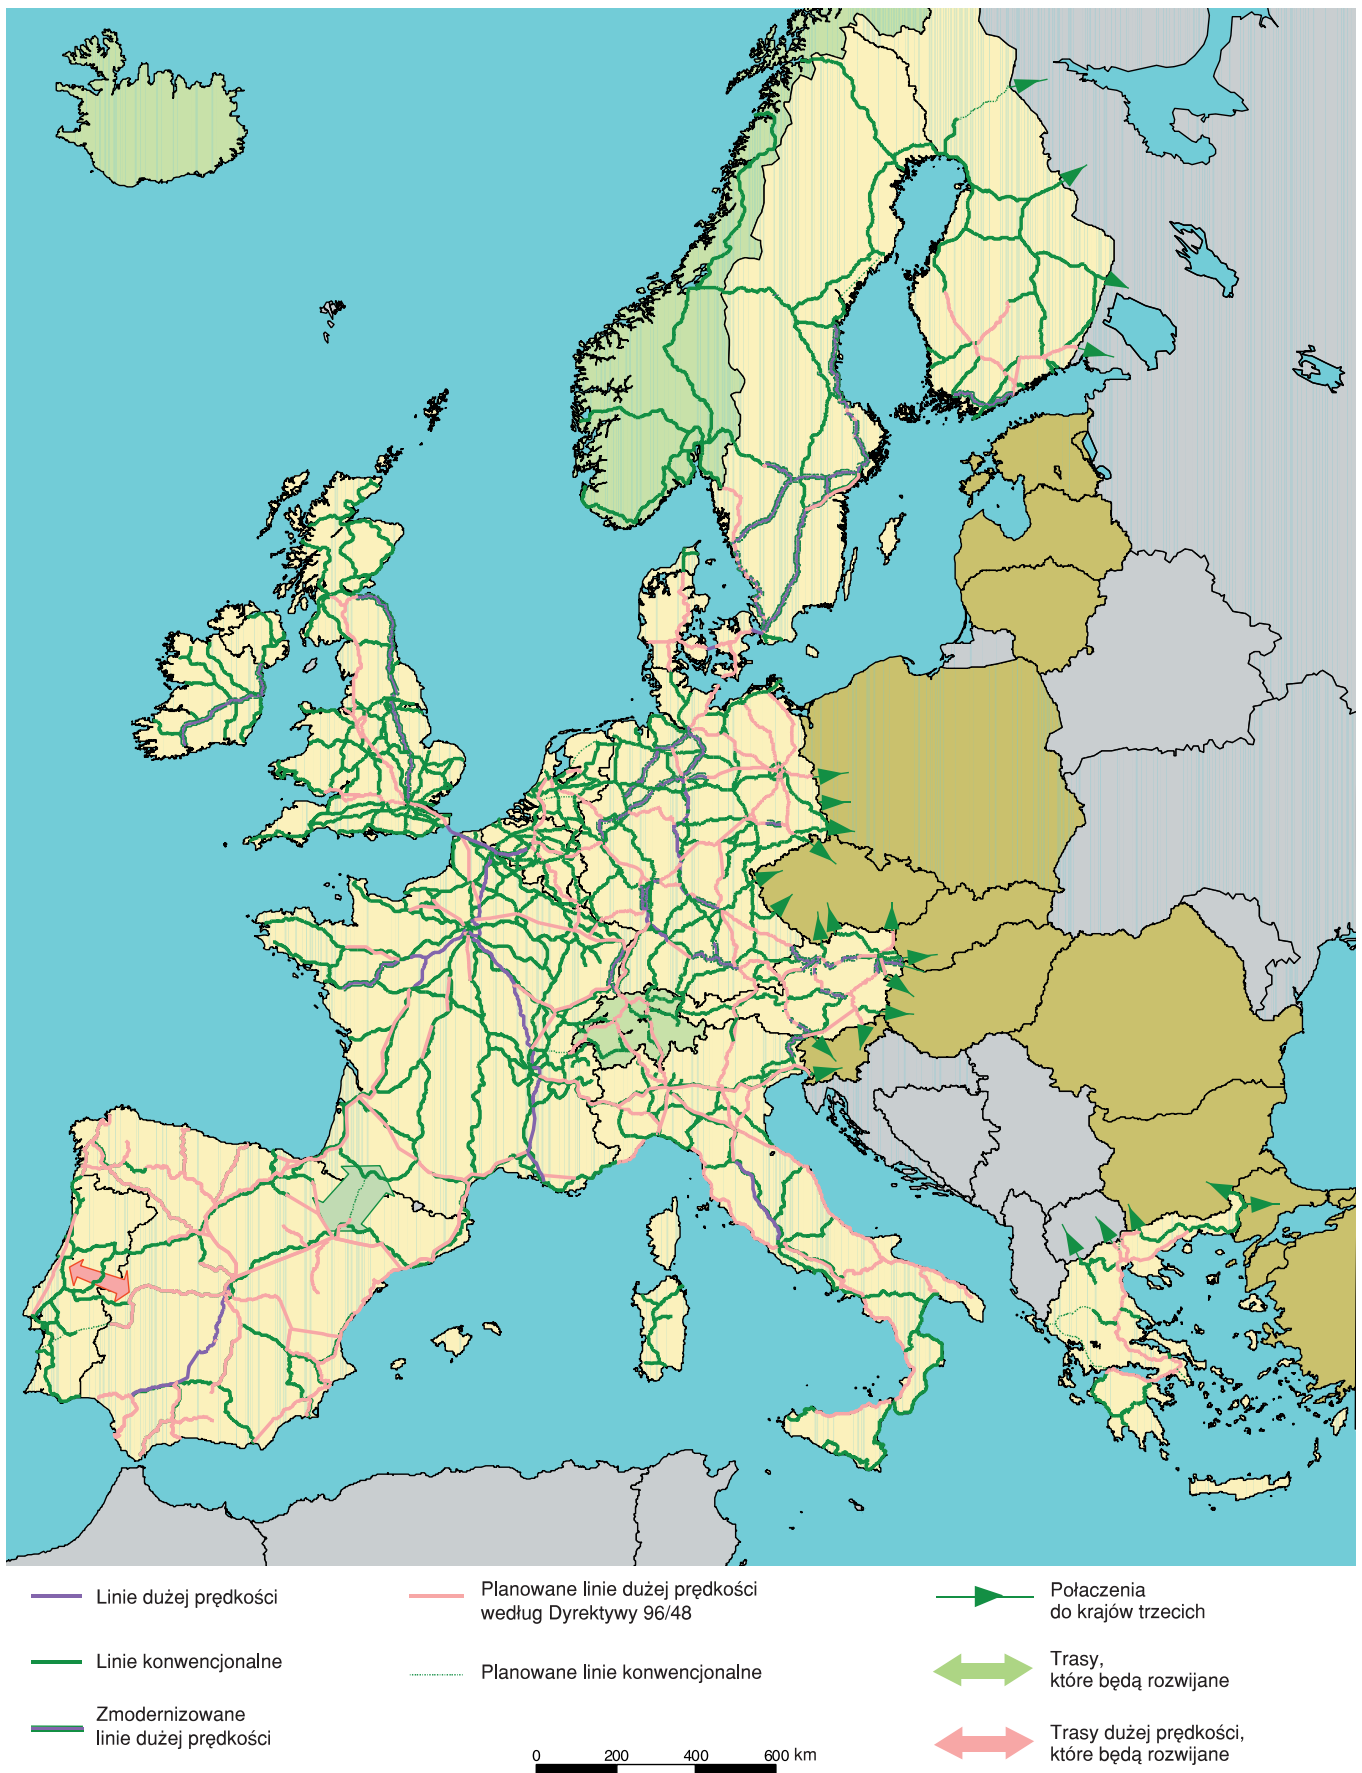 Linie dużej prędkości
Linie konwencjonalne
Zmodernizowane
linie dużej prędkości
Planowane linie dużej prędkości
według Dyrektywy 96/48
Planowane linie konwencjonalne
Połaczenia
do krajów trzecich
Trasy,
które będą rozwijane
Trasy dużej prędkości,
które będą rozwijane
0 200 400 600 km